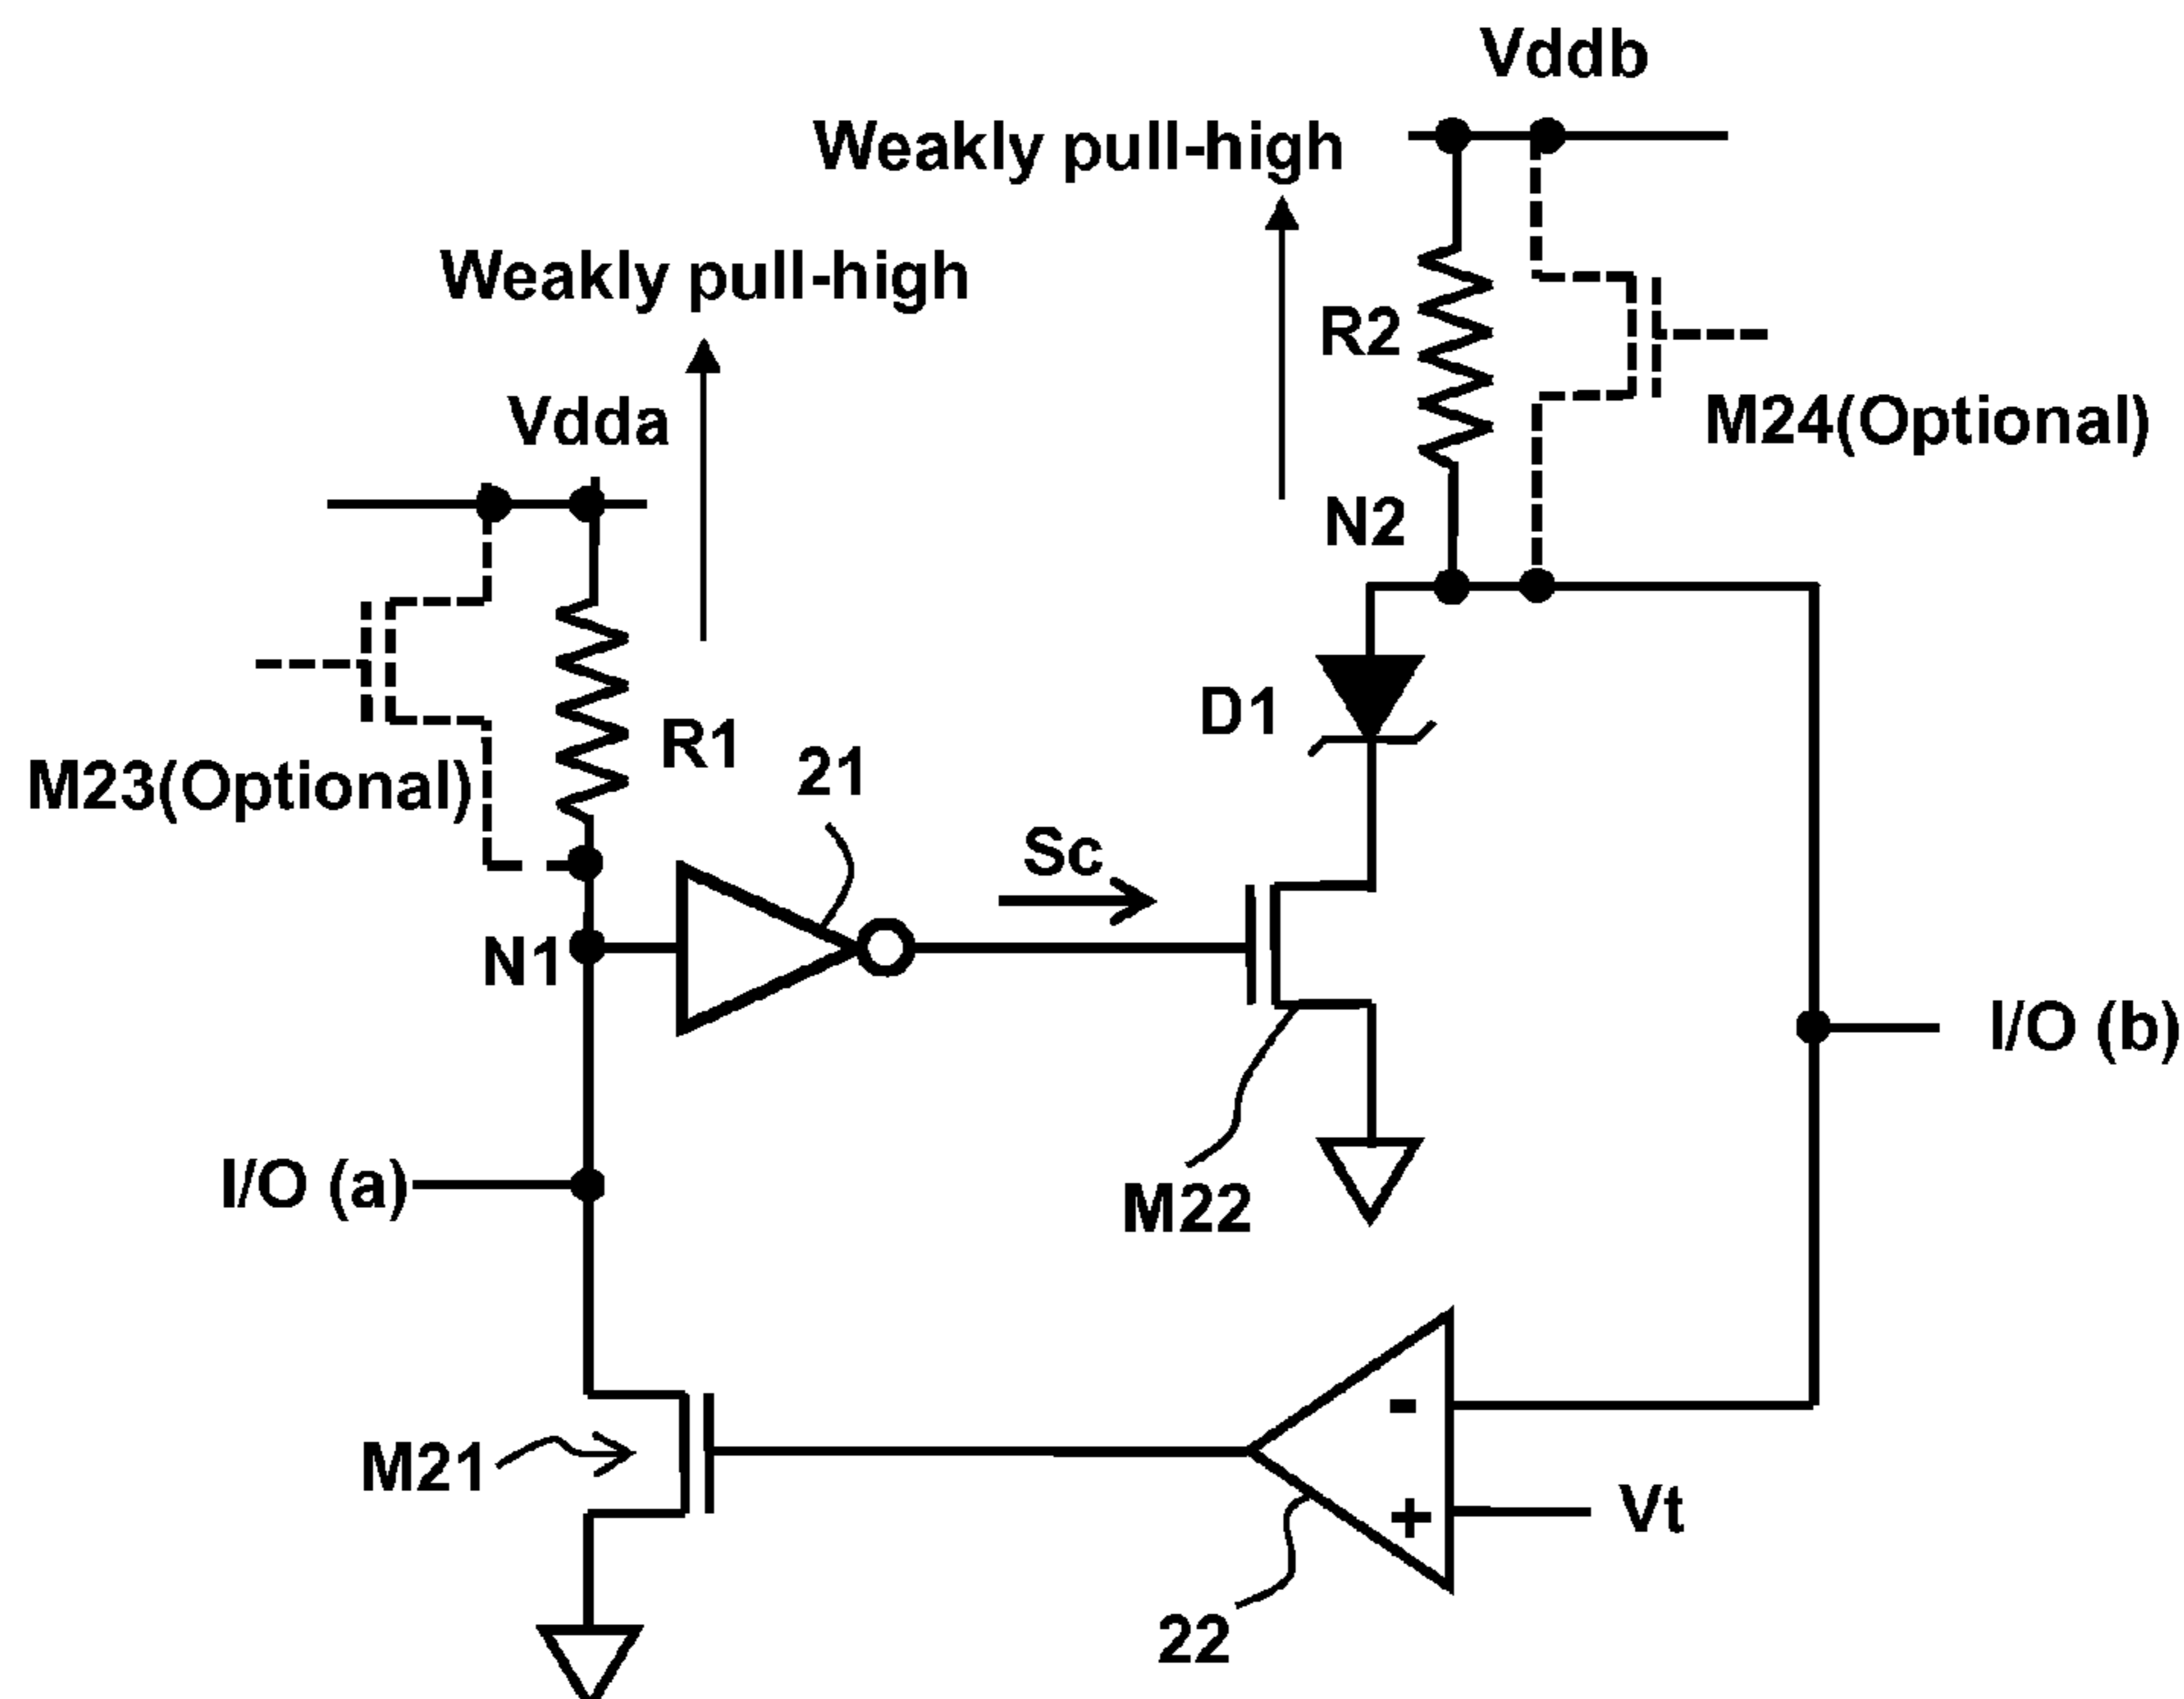 Vddb
Weakly pull-high
Weakly pull-high
R2
Vdda
M24(Optional)
N2
D1
R1
21
M23(Optional)
Sc
N1
I/O (b)
I/O (a)
M22
-
M21
+
Vt
22